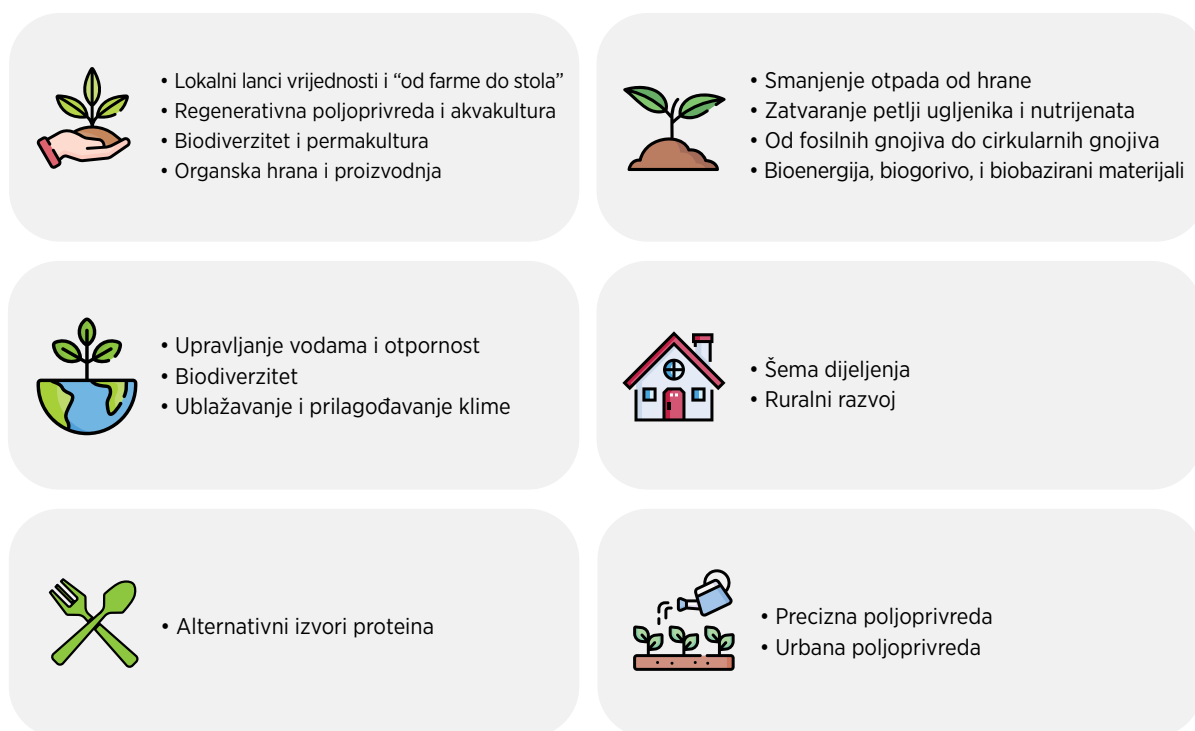 • Lokalni lanci vrijednosti i “od farme do stola”
• Regenerativna poljoprivreda i akvakultura
• Biodiverzitet i permakultura
• Organska hrana i proizvodnja
• Smanjenje otpada od hrane
• Zatvaranje petlji ugljenika i nutrijenata
• Od fosilnih gnojiva do cirkularnih gnojiva
• Bioenergija, biogorivo, i biobazirani materijali
• Upravljanje vodama i otpornost
• Biodiverzitet
• Ublažavanje i prilagođavanje klime
• Šema dijeljenja
• Ruralni razvoj
• Alternativni izvori proteina
• Precizna poljoprivreda
• Urbana poljoprivreda